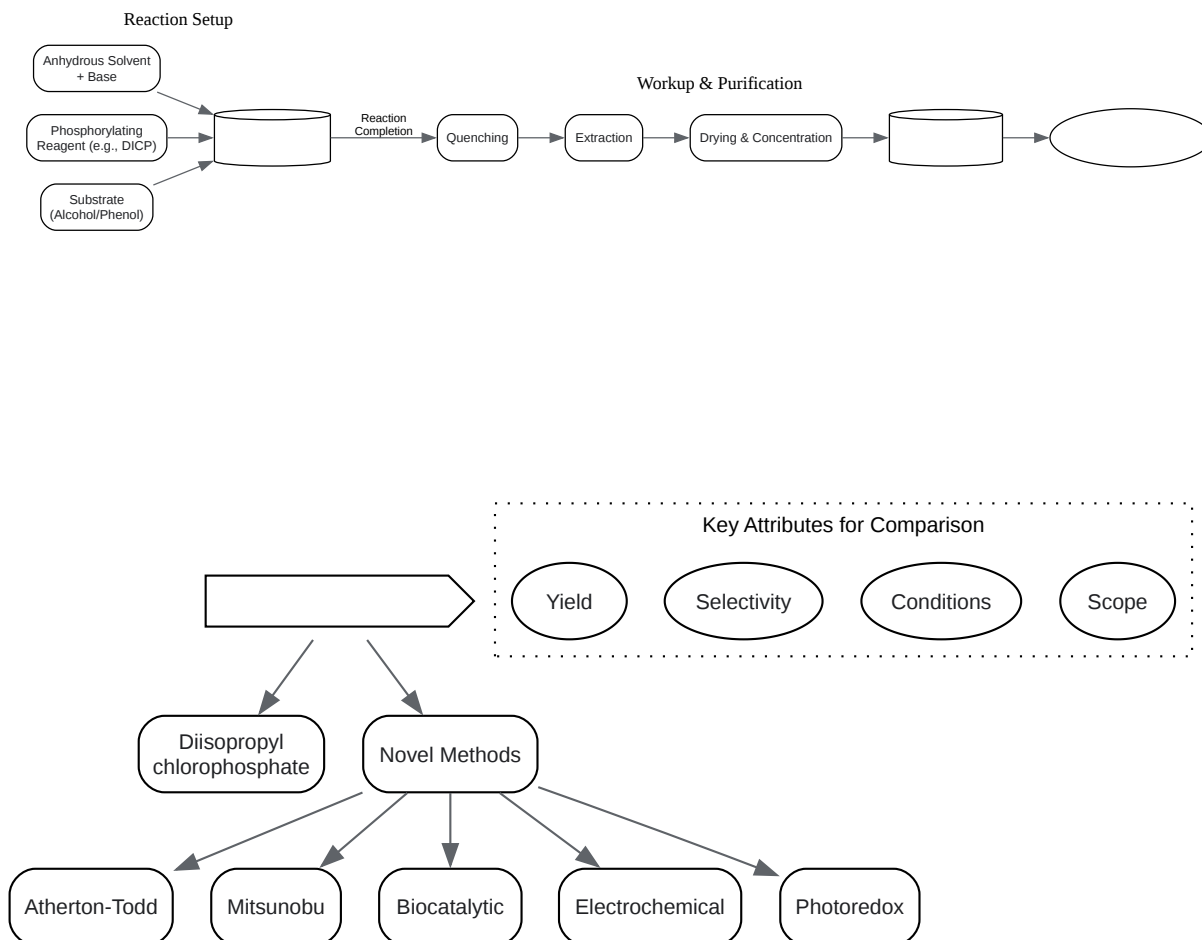 Reaction Setup
Anhydrous Solvent
+ Base
Workup & Purification
Phosphorylating
Reagent (e.g., DICP)
Reaction
Completion
Quenching
Extraction
Drying & Concentration
Substrate
(Alcohol/Phenol)
Key Attributes for Comparison
Yield
Selectivity
Conditions
Scope
Diisopropyl
chlorophosphate
Novel Methods
Atherton-Todd
Mitsunobu
Biocatalytic
Electrochemical
Photoredox